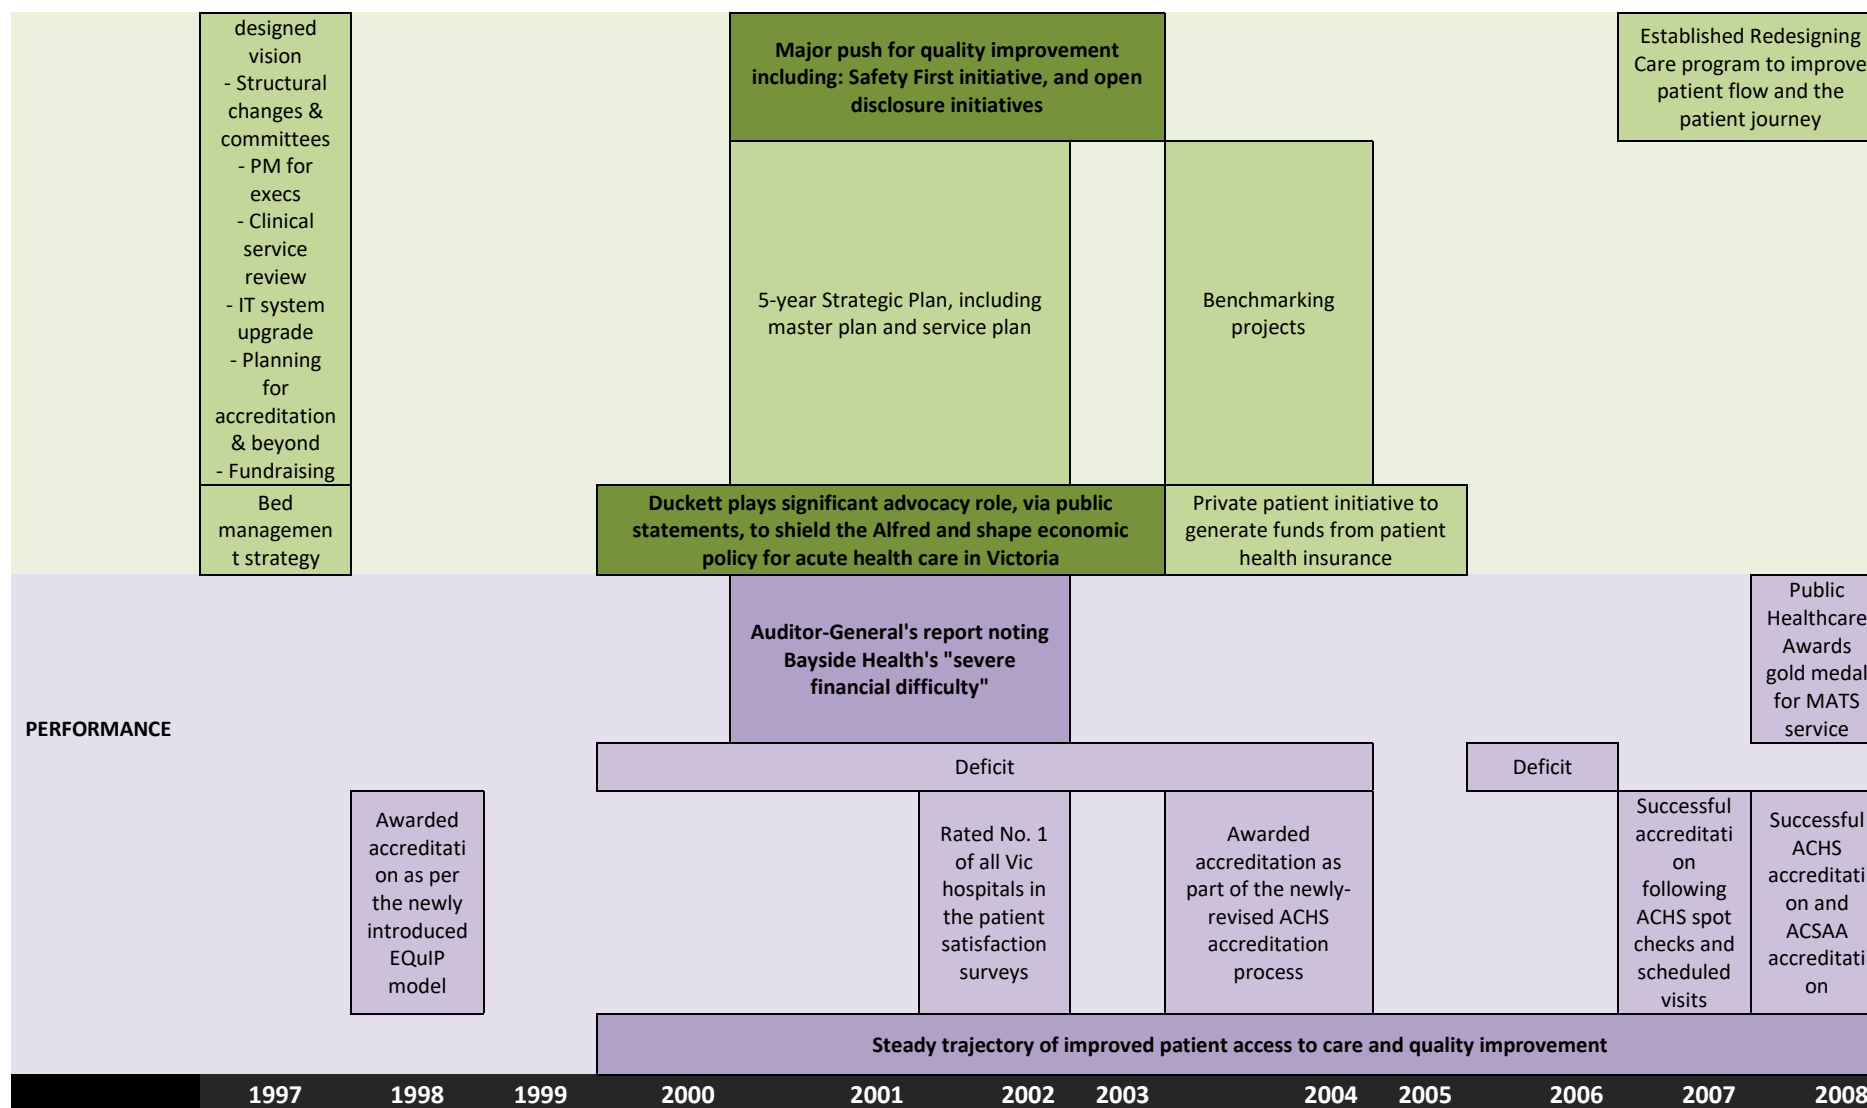 designed
vision
- Structural
changes &
committees
- PM for
execs
- Clinical
service
review
- IT system
upgrade
- Planning
for
accreditation
& beyond
- Fundraising
Major push for quality improvement
including: Safety First initiative, and open
disclosure initiatives
Established Redesigning
Care program to improve
patient flow and the
patient journey
5-year Strategic Plan, including
master plan and service plan
Benchmarking
projects
Bed
managemen
t strategy
Duckett plays significant advocacy role, via public
statements, to shield the Alfred and shape economic
policy for acute health care in Victoria
Private patient initiative to
generate funds from patient
health insurance
PERFORMANCE
Auditor-General's report noting
Bayside Health's "severe
financial difficulty"
Public
Healthcare
Awards
gold medal
for MATS
service
Deficit
Deficit
Awarded
accreditati
on as per
the newly
introduced
EQuIP
model
Rated No. 1
of all Vic
hospitals in
the patient
satisfaction
surveys
Awarded
accreditation as
part of the newly-
revised ACHS
accreditation
process
Successful
accreditati
on
following
ACHS spot
checks and
scheduled
visits
Successful
ACHS
accreditati
on and
ACSAA
accreditati
on
Steady trajectory of improved patient access to care and quality improvement
1997 1998 1999 2000 2001 2002 2003 2004 2005 2006 2007 2008